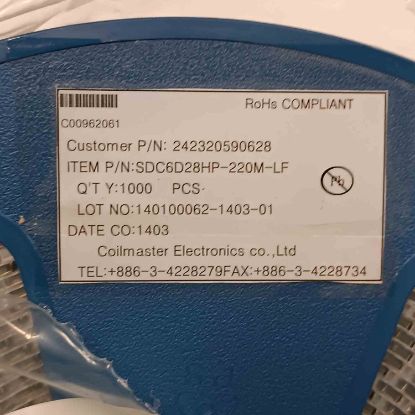 RoHs COMPLIANT
C00962061
Customer P/N: 242320590628
ITEM P/N:SDC6D28HP-220M-LF
Q'T Y:1000 PCS·
Pb
LOT NO:140100062-1403-01
DATE CO:1403
Coilmaster Electronics co.,Ltd
TEL:+886-3-4228279FAX:+886-3-4228734